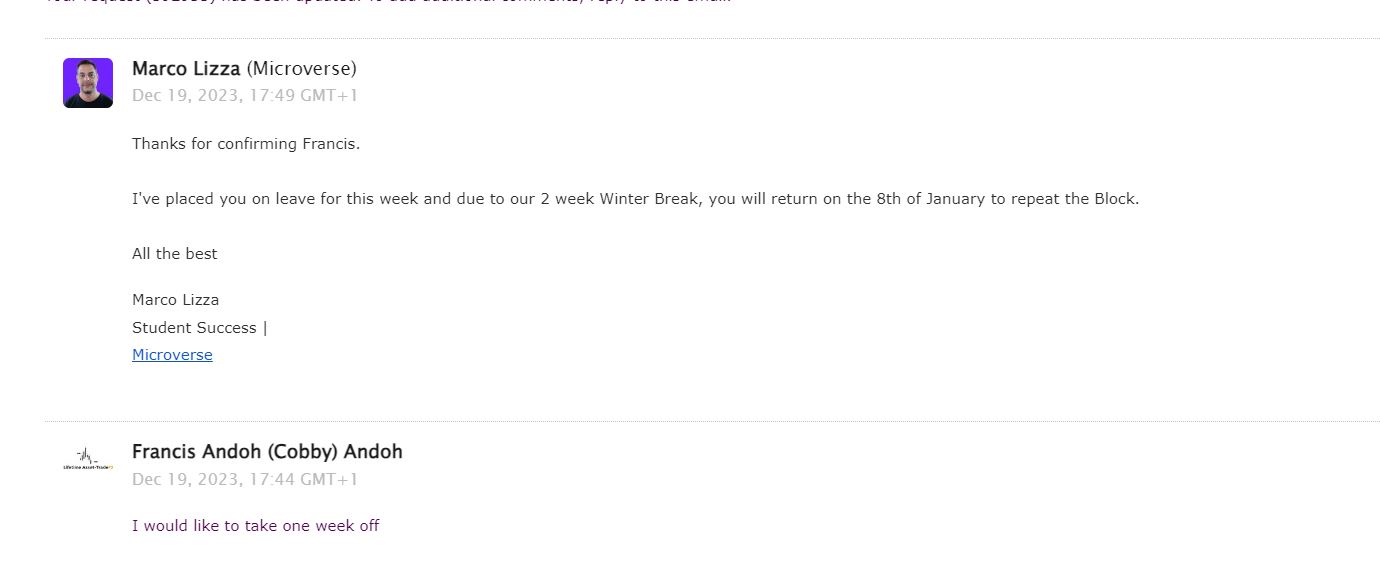 Marco Lizza (Microverse)
Dec 19, 2023, 17:49 GMT+1
Thanks for confirming Francis.
I've placed you on leave for this week and due to our 2 week Winter Break, you will return on the 8th of January to repeat the Block.
All the best
Marco Lizza
Student Success |
Microverse
Lifetime Asset-Trade
Francis Andoh (Cobby) Andoh
Dec 19, 2023, 17:44 GMT+1
I would like to take one week off